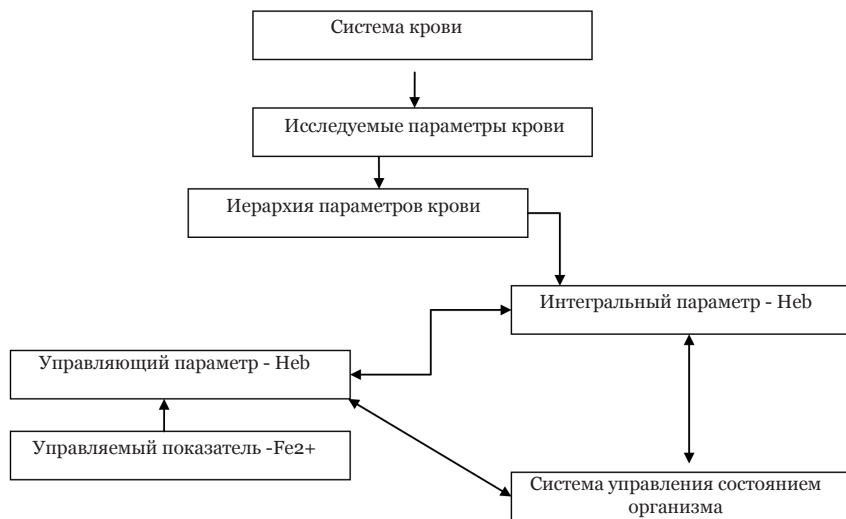 Система крови
Исследуемые параметры крови
Иерархия параметров крови
Интегральный параметр - Heb
Управляющий параметр - Heb
Управляемый показатель -Fe2+
Система управления состоянием
организма